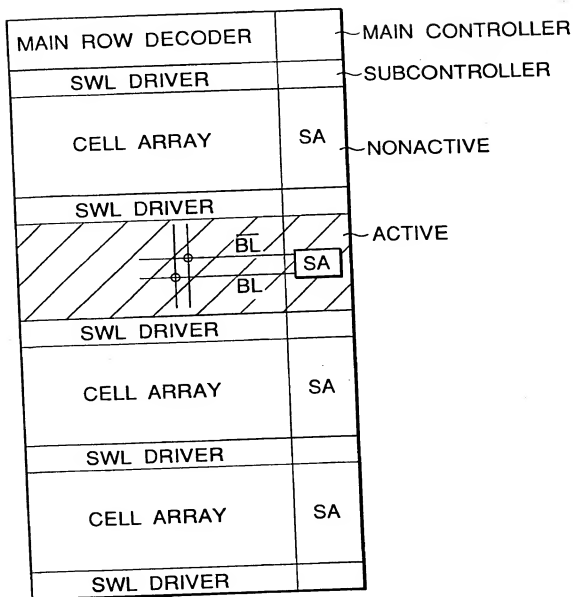 MAIN ROW DECODER
MAIN CONTROLLER
SWL DRIVER
SUBCONTROLLER
CELL ARRAY
SA
NONACTIVE
SWL DRIVER
ACTIVE
B̅L̅
SA
BL
SWL DRIVER
CELL ARRAY
SA
SWL DRIVER
CELL ARRAY
SA
SWL DRIVER